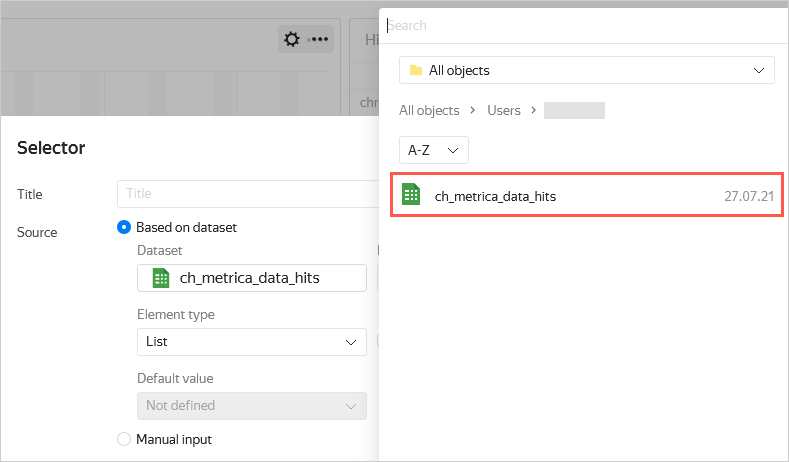 Hi
chr
Selector
Title
Title
Source
Based on dataset
Dataset
ch_metrica_data_hits
Element type
List
Default value
Not defined
Manual input
Search
All objects
All objects > Users >
A-Z
ch_metrica_data_hits 27.07.21